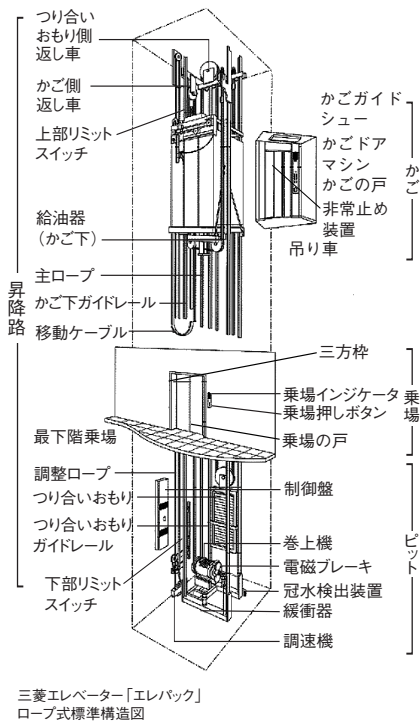 つり合い
おもり側
返し車
かご側
返し車
上部リミット
スイッチ
給油器
（かご下）
主ロープ
かご下ガイドレール
移動ケーブル
昇降路
かごガイド
シュー
かごドア
マシン
かごの戸
非常止め
装置
吊り車
かご
三方枠
乗場インジケータ
乗場押しボタン
乗場の戸
乗場
最下階乗場
調整ロープ
つり合いおもり
つり合いおもり
ガイドレール
下部リミット
スイッチ
制御盤
巻上機
電磁ブレーキ
冠水検出装置
緩衝器
調速機
ピット
三菱エレベーター「エレパック」
ロープ式標準構造図